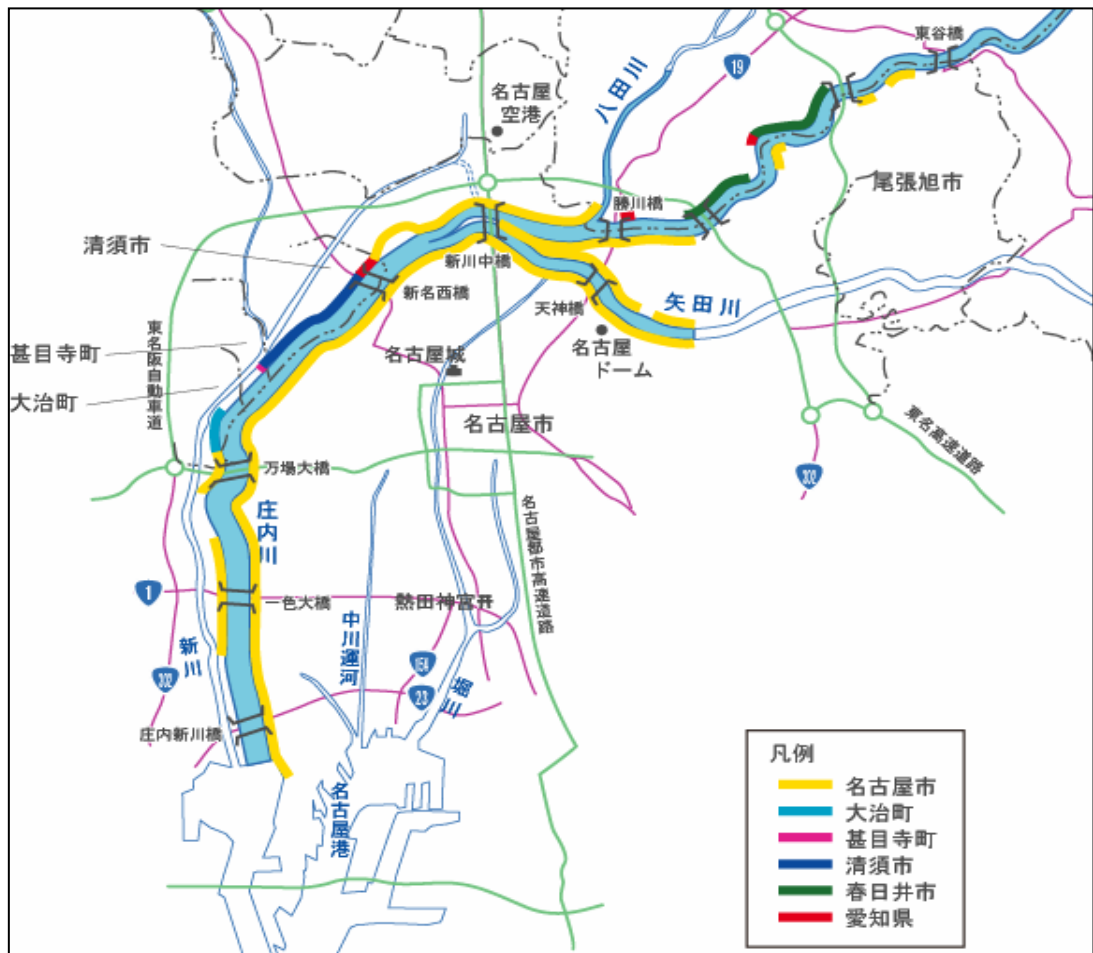 東谷橋
19
名古屋
空港
八田川
尾張旭市
勝川橋
清須市
新川中橋
新名西橋
天神橋
矢田川
甚目寺町
東名阪自動車道
名古屋城
名古屋
ドーム
大治町
名古屋市
東名高速道路
万場大橋
302
庄内川
名古屋都市高速道路
1
一色大橋
熱田神宮
中川運河
新川
154
302
23
三堀
庄内新川橋
名古屋港
凡例
名古屋市
大治町
甚目寺町
清須市
春日井市
愛知県